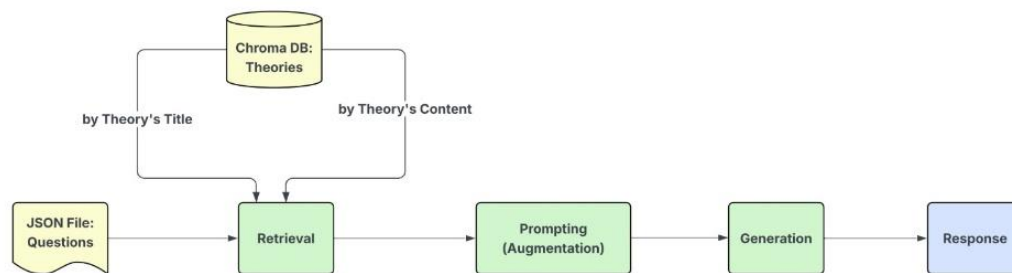 Chroma DB:
Theories
by Theory's Title
by Theory's Content
JSON File:
Questions
Retrieval
Prompting
(Augmentation)
Generation
Response